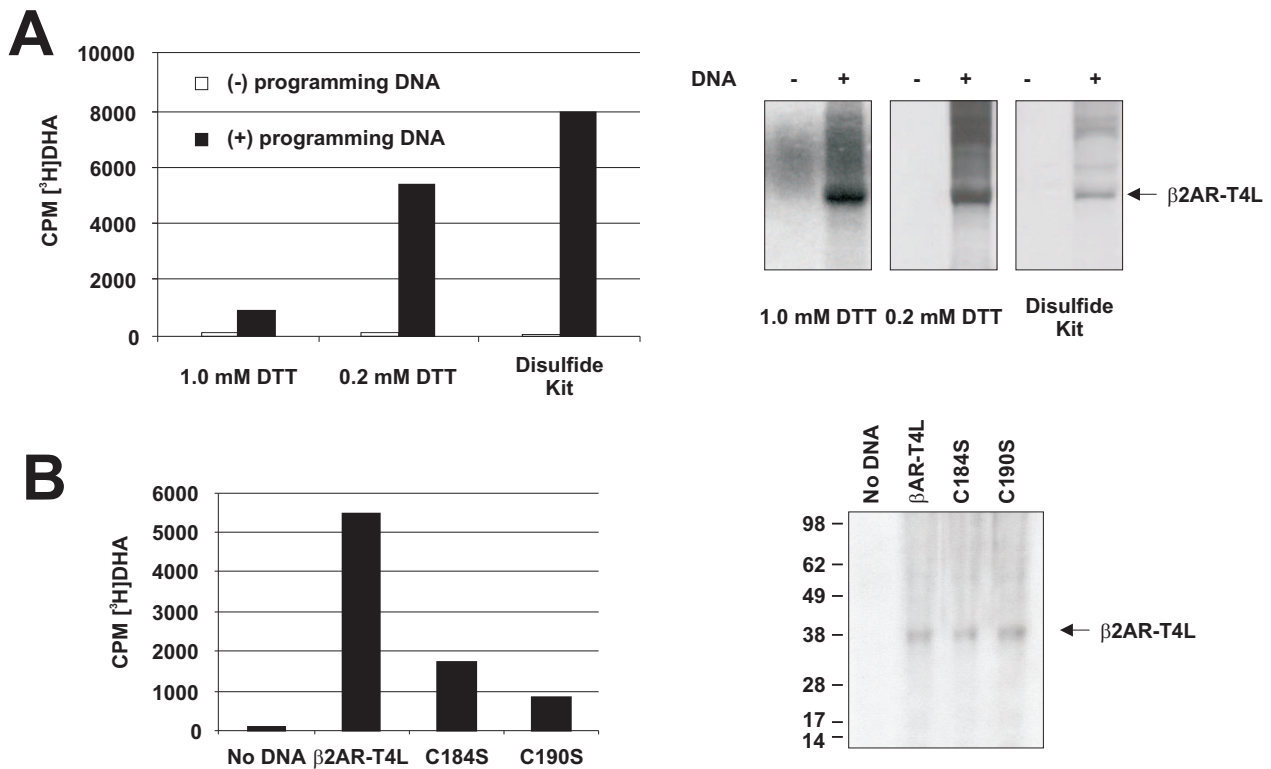 A
10000
8000
6000
4000
2000
0
CPM [³H]DHA
(-) programming DNA
(+) programming DNA
1.0 mM DTT
0.2 mM DTT
Disulfide
Kit
DNA - + - + - +
β2AR-T4L
1.0 mM DTT
0.2 mM DTT
Disulfide
Kit
B
6000
5000
4000
3000
2000
1000
0
CPM [³H]DHA
No DNA
β2AR-T4L
C184S
C190S
No DNA
βAR-T4L
C184S
C190S
98
62
49
38
28
17
14
β2AR-T4L